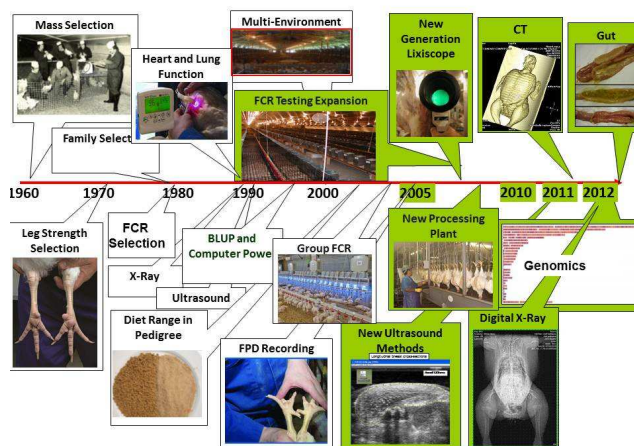 Mass Selection
Heart and Lung
Function
Multi-Environment
New
Generation
Lixiscope
CT
Gut
FCR Testing Expansion
Family Select
1960
1970
1980
1990
2000
2005
2010
2011
2012
Leg Strength
Selection
FCR
Selection
X-Ray
Ultrasound
BLUP and
Computer Powe
Group FCR
New Processing
Plant
Genomics
Diet Range in
Pedigree
FPD Recording
New Ultrasound
Methods
Digital X-Ray